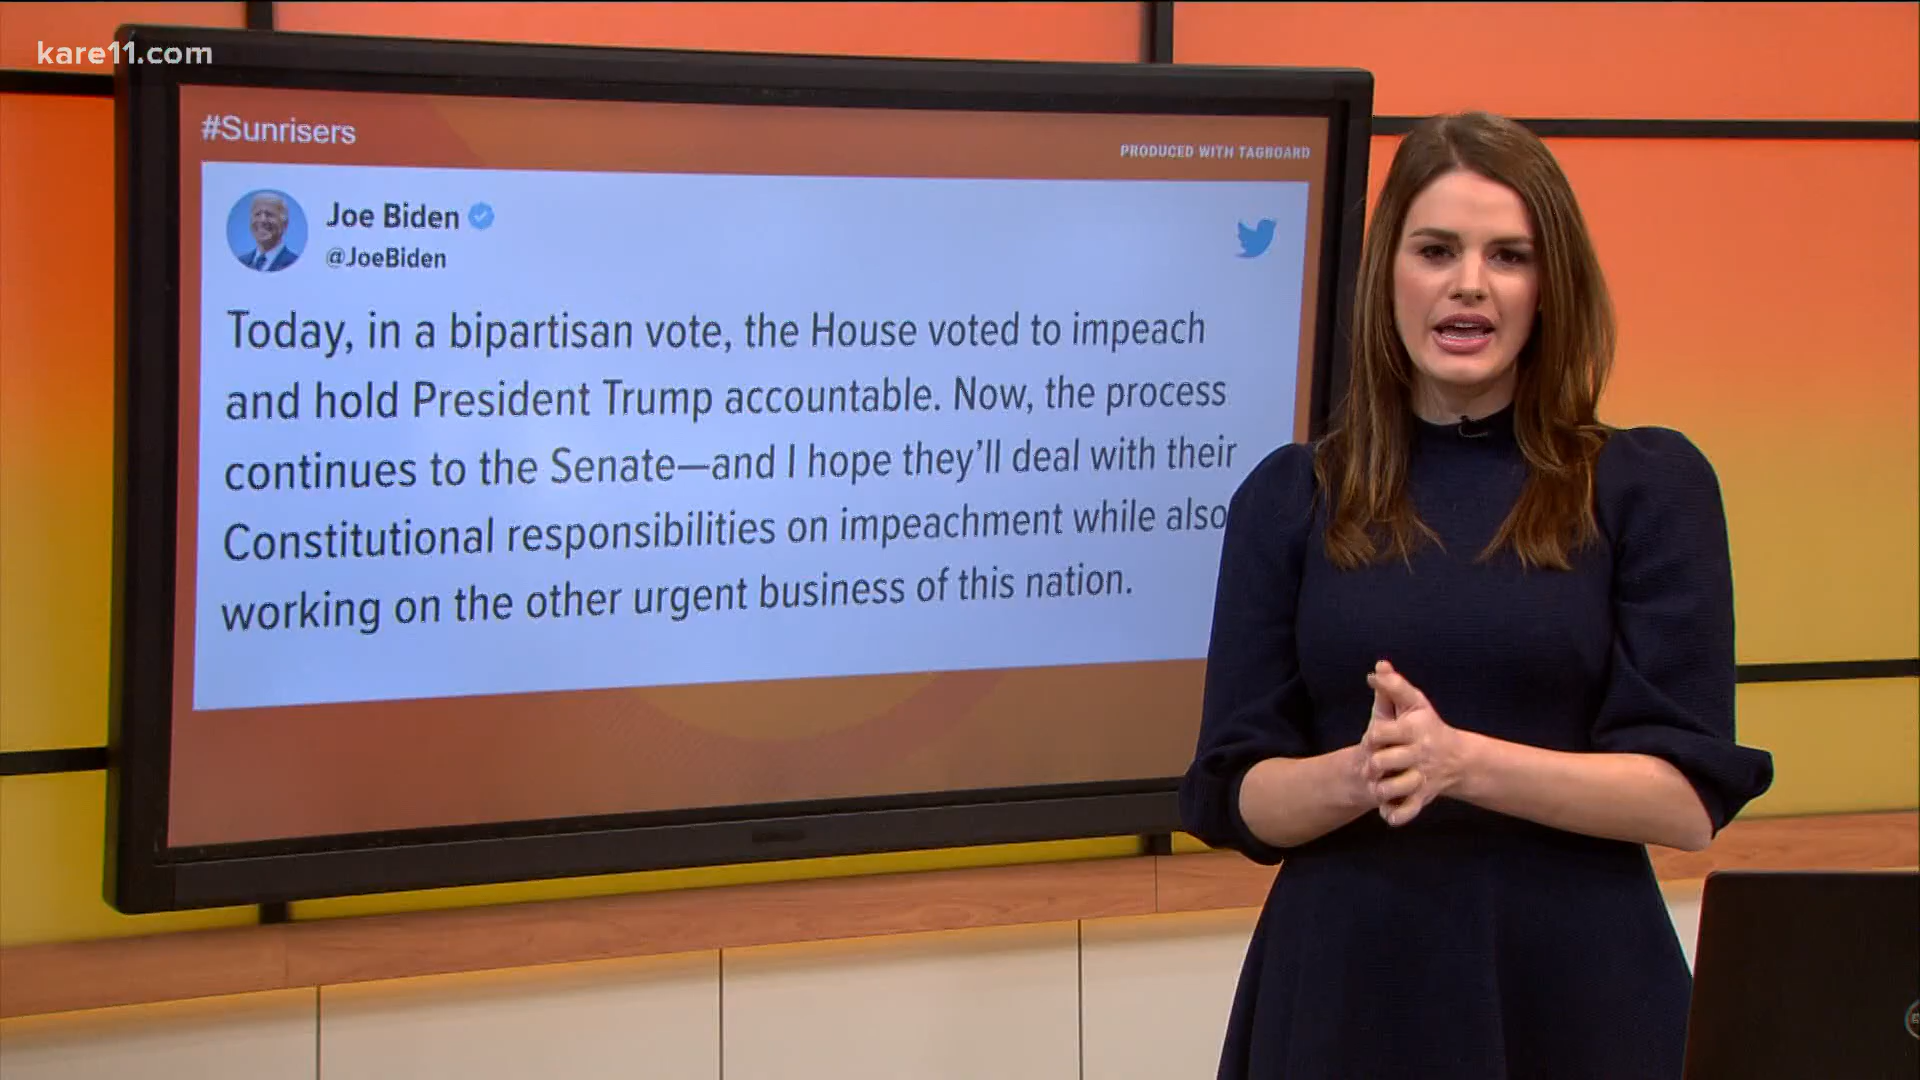 kare11.com
#Sunrisers
PRODUCED WITH TAGBOARD
Joe Biden
@JoeBiden
Today, in a bipartisan vote, the House voted to impeach
and hold President Trump accountable. Now, the process
continues to the Senate—and I hope they'll deal with their
Constitutional responsibilities on impeachment while also
working on the other urgent business of this nation.